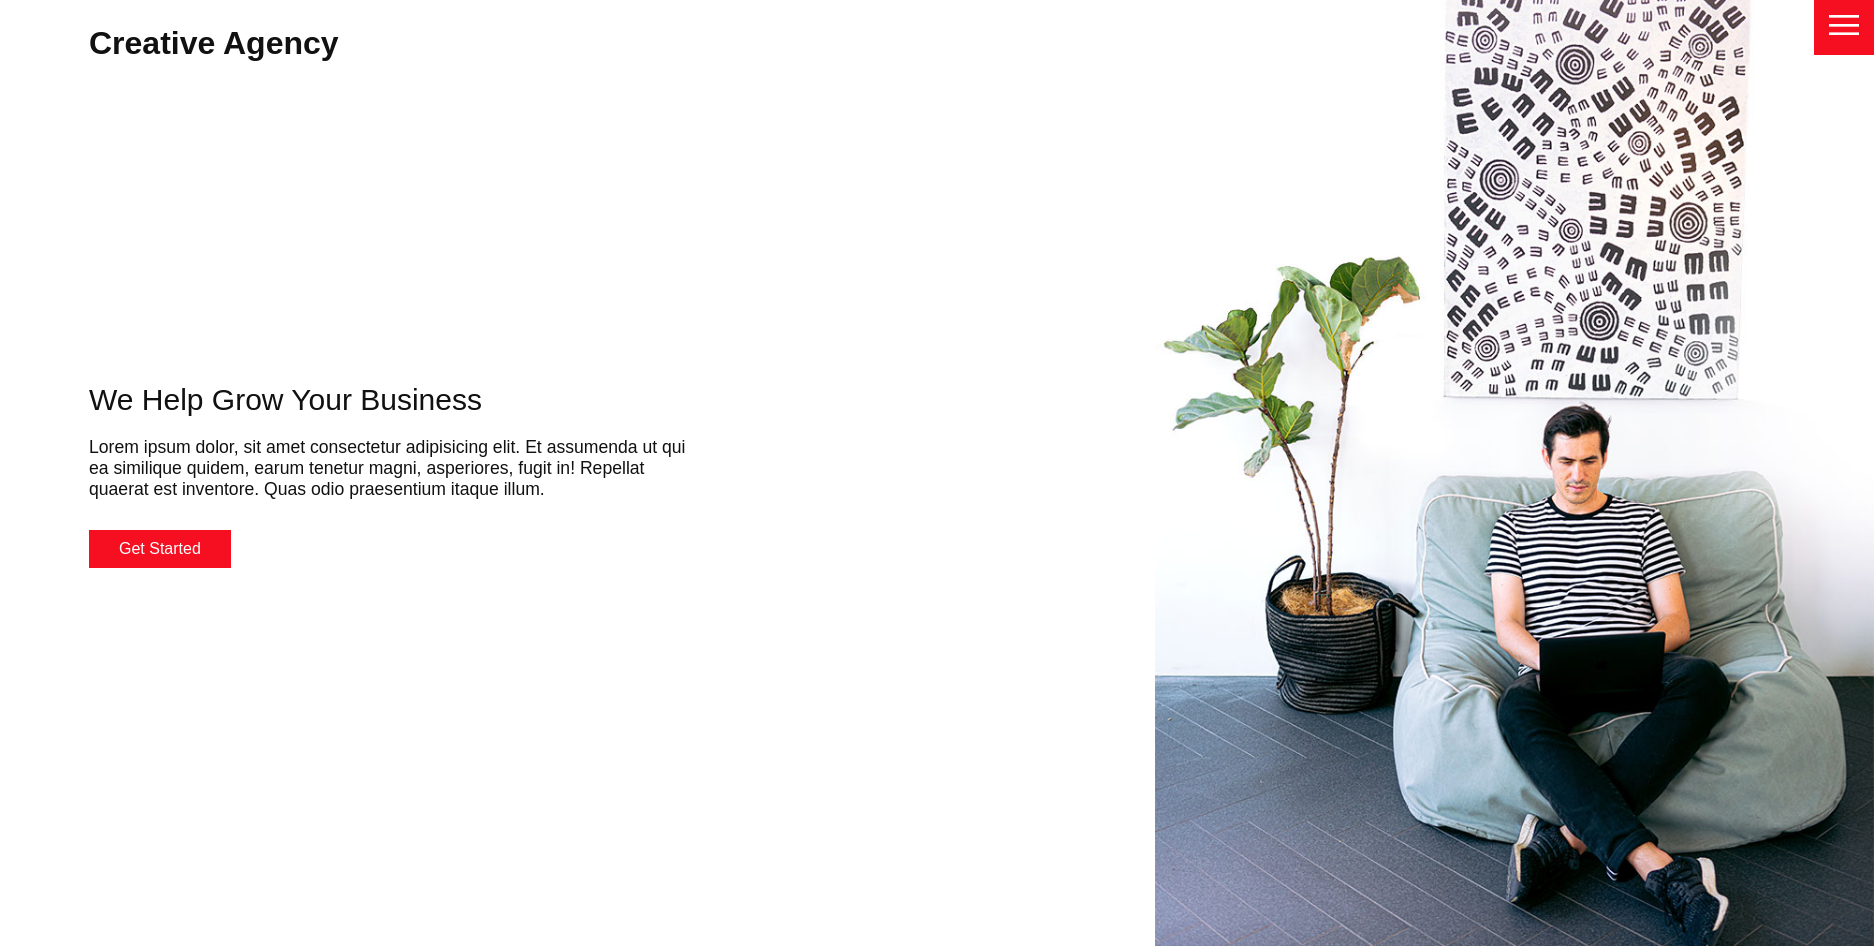 Creative Agency
We Help Grow Your Business
Lorem ipsum dolor, sit amet consectetur adipisicing elit. Et assumenda ut qui
ea similique quidem, earum tenetur magni, asperiores, fugit in! Repellat
quaerat est inventore. Quas odio praesentium itaque illum.
Get Started